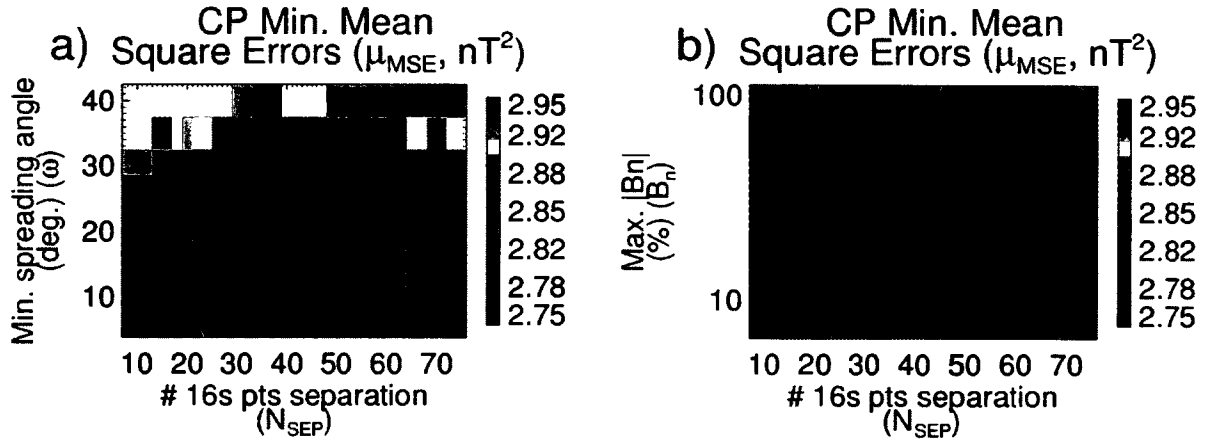 a)
CP Min. Mean
Square Errors (μMSE, nT²)
Min. spreading angle
(deg.) (ω)
40
30
20
10
10 20 30 40 50 60 70
# 16s pts separation
(NSEP)
2.95
2.92
2.88
2.85
2.82
2.78
2.75
b)
CP Min. Mean
Square Errors (μMSE, nT²)
Max. |Bn|
(%) (Bn)
100
10
10 20 30 40 50 60 70
# 16s pts separation
(NSEP)
2.95
2.92
2.88
2.85
2.82
2.78
2.75